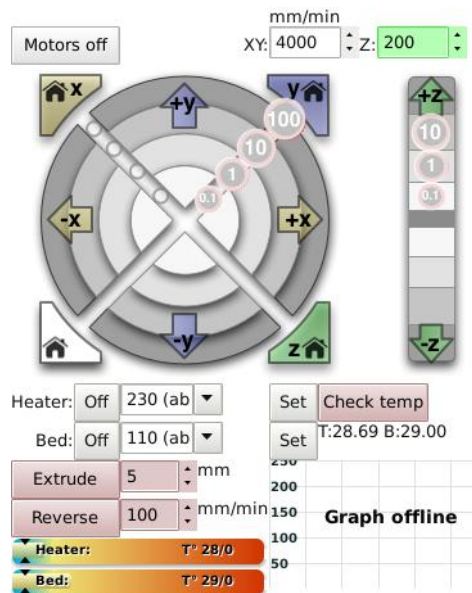 mm/min
Motors off XY: 4000 Z: 200
x +y y +z
100
10 10
1 1
0.1 0.1
-x +x
-y z -z
Heater: Off 230 (ab Set Check temp
Bed: Off 110 (ab Set T:28.69 B:29.00
Extrude 5 mm
Reverse 100 mm/min
250
200
150 Graph offline
100
50
Heater: T° 28/0
Bed: T° 29/0